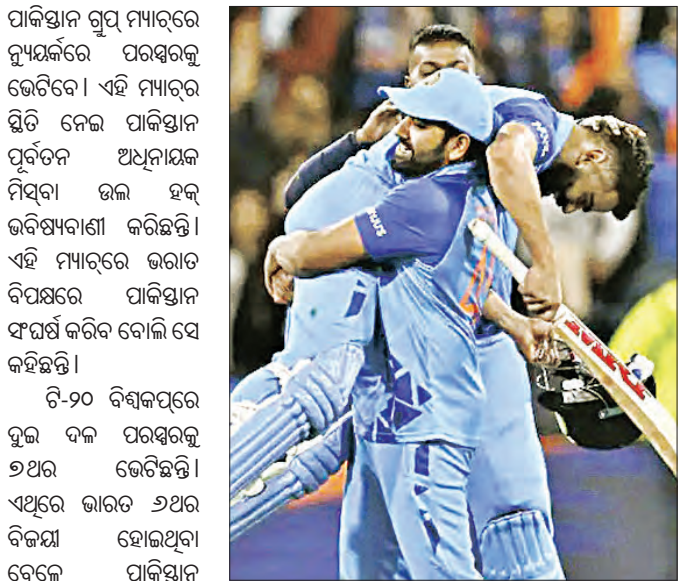 ପାକିସ୍ତାନ ଗ୍ରୁପ୍ ମ୍ୟାଚ୍‌ରେ
ନ୍ୟୁୟର୍କରେ ପରସ୍ପରକୁ
ଭେଟିବେ। ଏହି ମ୍ୟାଚ୍‌ର
ସ୍ଥିତି ନେଇ ପାକିସ୍ତାନ
ପୂର୍ବତନ ଅଧିନାୟକ
ମିସ୍‌ବା ଉଲ ହକ୍
ଭବିଷ୍ୟବାଣୀ କରିଛନ୍ତି।
ଏହି ମ୍ୟାଚ୍‌ରେ ଭରାତ
ବିପକ୍ଷରେ ପାକିସ୍ତାନ
ସଂଘର୍ଷ କରିବ ବୋଲି ସେ
କହିଛନ୍ତି।
ଟି-୨୦ ବିଶ୍ୱକପ୍‌ରେ
ଦୁଇ ଦଳ ପରସ୍ପରକୁ
୭ଥର ଭେଟିଛନ୍ତି।
ଏଥିରେ ଭାରତ ୬ଥର
ବିଜୟୀ ହୋଇଥିବା
ବେଳେ ପାକିସ୍ତାନ